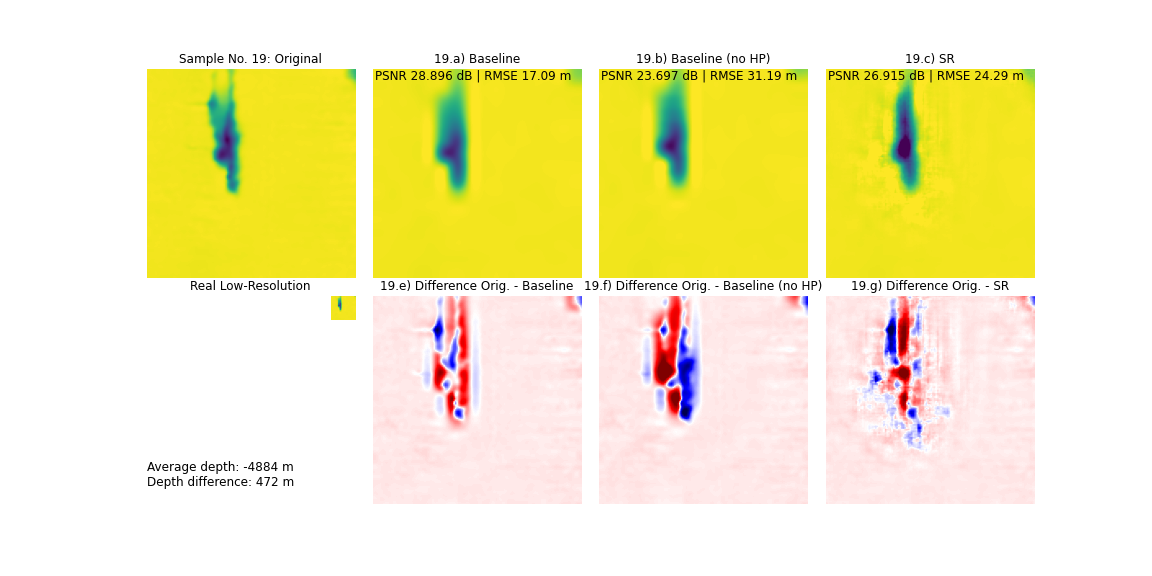 Sample No. 19: Original
19.a) Baseline
19.b) Baseline (no HP)
19.c) SR
PSNR 28.896 dB | RMSE 17.09 m
PSNR 23.697 dB | RMSE 31.19 m
PSNR 26.915 dB | RMSE 24.29 m
Real Low-Resolution
19.e) Difference Orig. - Baseline
19.f) Difference Orig. - Baseline (no HP)
19.g) Difference Orig. - SR
Average depth: -4884 m
Depth difference: 472 m